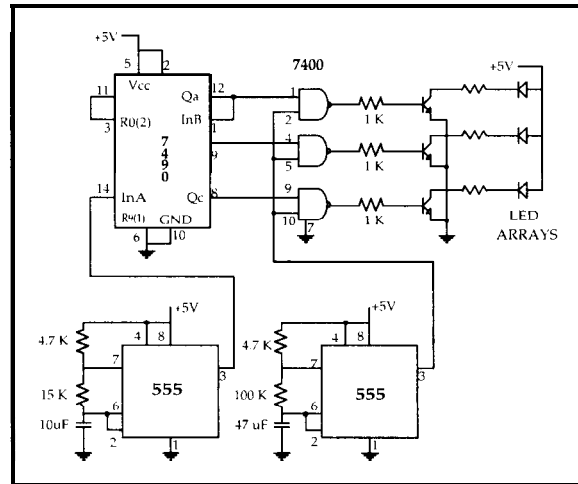 +5V
7400
+5V
5
2
Vcc
11
12
Qa
1
2
1 K
3
R0(2)
InB
1
7
4
9
0
9
4
5
1 K
14
InA
Qc
8
9
10
7
1 K
GND
6
10
LED
ARRAYS
+5V
+5V
4.7 K
4
8
4.7 K
4
8
7
3
7
3
15 K
555
100 K
555
10uF
6
2
47 uF
6
2
1
1